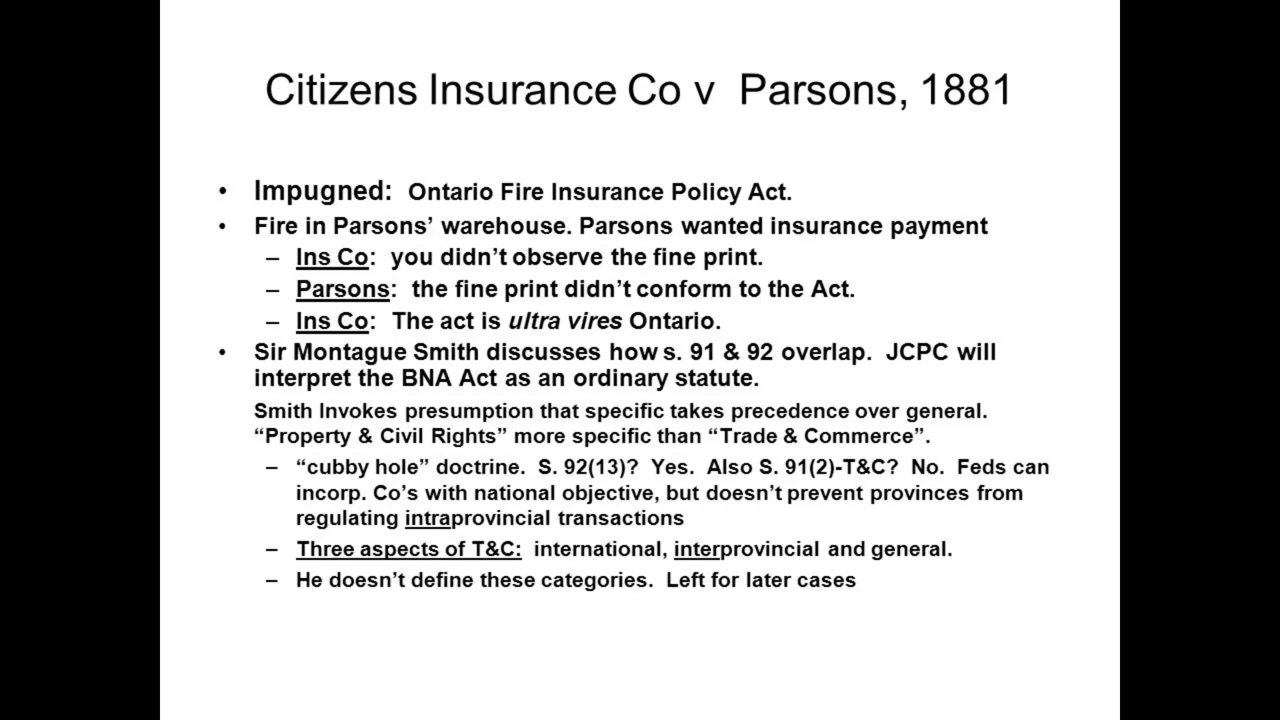 Citizens Insurance Co v  Parsons, 1881
• Impugned:  Ontario Fire Insurance Policy Act.
• Fire in Parsons’ warehouse. Parsons wanted insurance payment
– Ins Co:  you didn’t observe the fine print.
– Parsons:  the fine print didn’t conform to the Act.
– Ins Co:  The act is ultra vires Ontario.
• Sir Montague Smith discusses how s. 91 & 92 overlap.  JCPC will
interpret the BNA Act as an ordinary statute.
Smith Invokes presumption that specific takes precedence over general.
“Property & Civil Rights” more specific than “Trade & Commerce”.
– “cubby hole” doctrine.  S. 92(13)?  Yes.  Also S. 91(2)-T&C?  No.  Feds can
incorp. Co’s with national objective, but doesn’t prevent provinces from
regulating intraprovincial transactions
– Three aspects of T&C:  international, interprovincial and general.
– He doesn’t define these categories.  Left for later cases